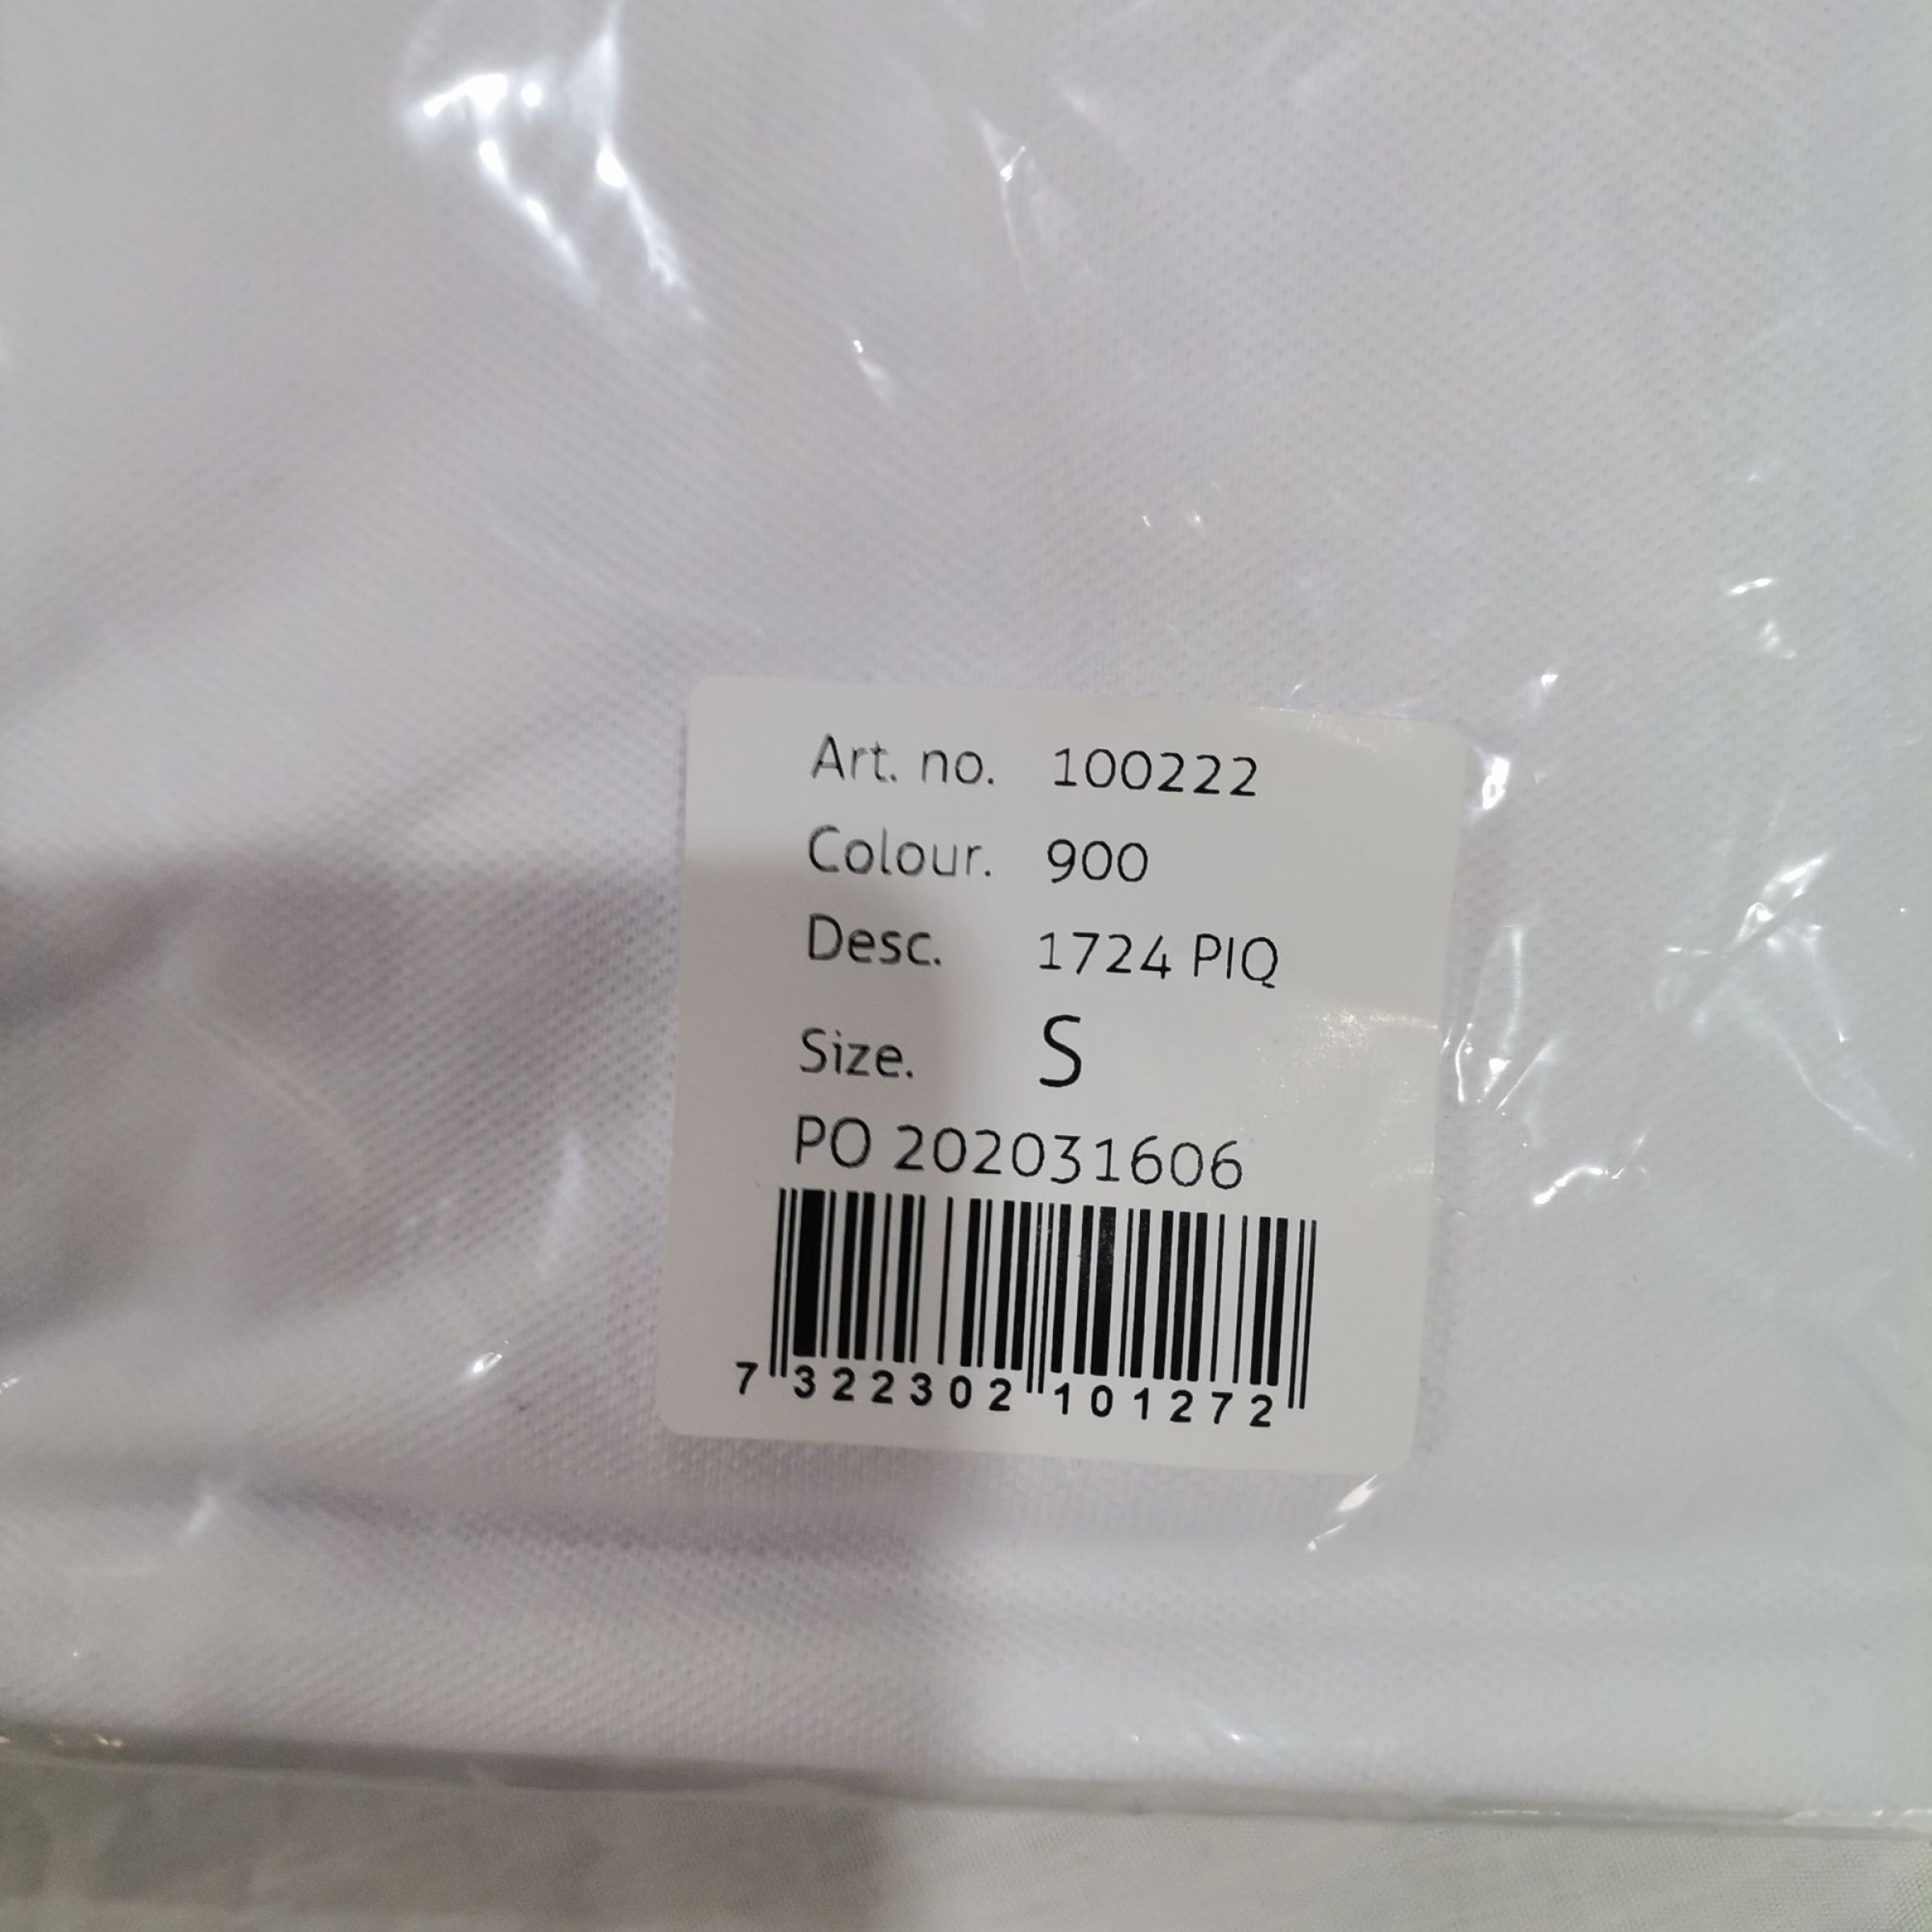 Art. no. 100222
Colour. 900
Desc. 1724 PIQ
Size. S
PO 202031606
7 322302 101272